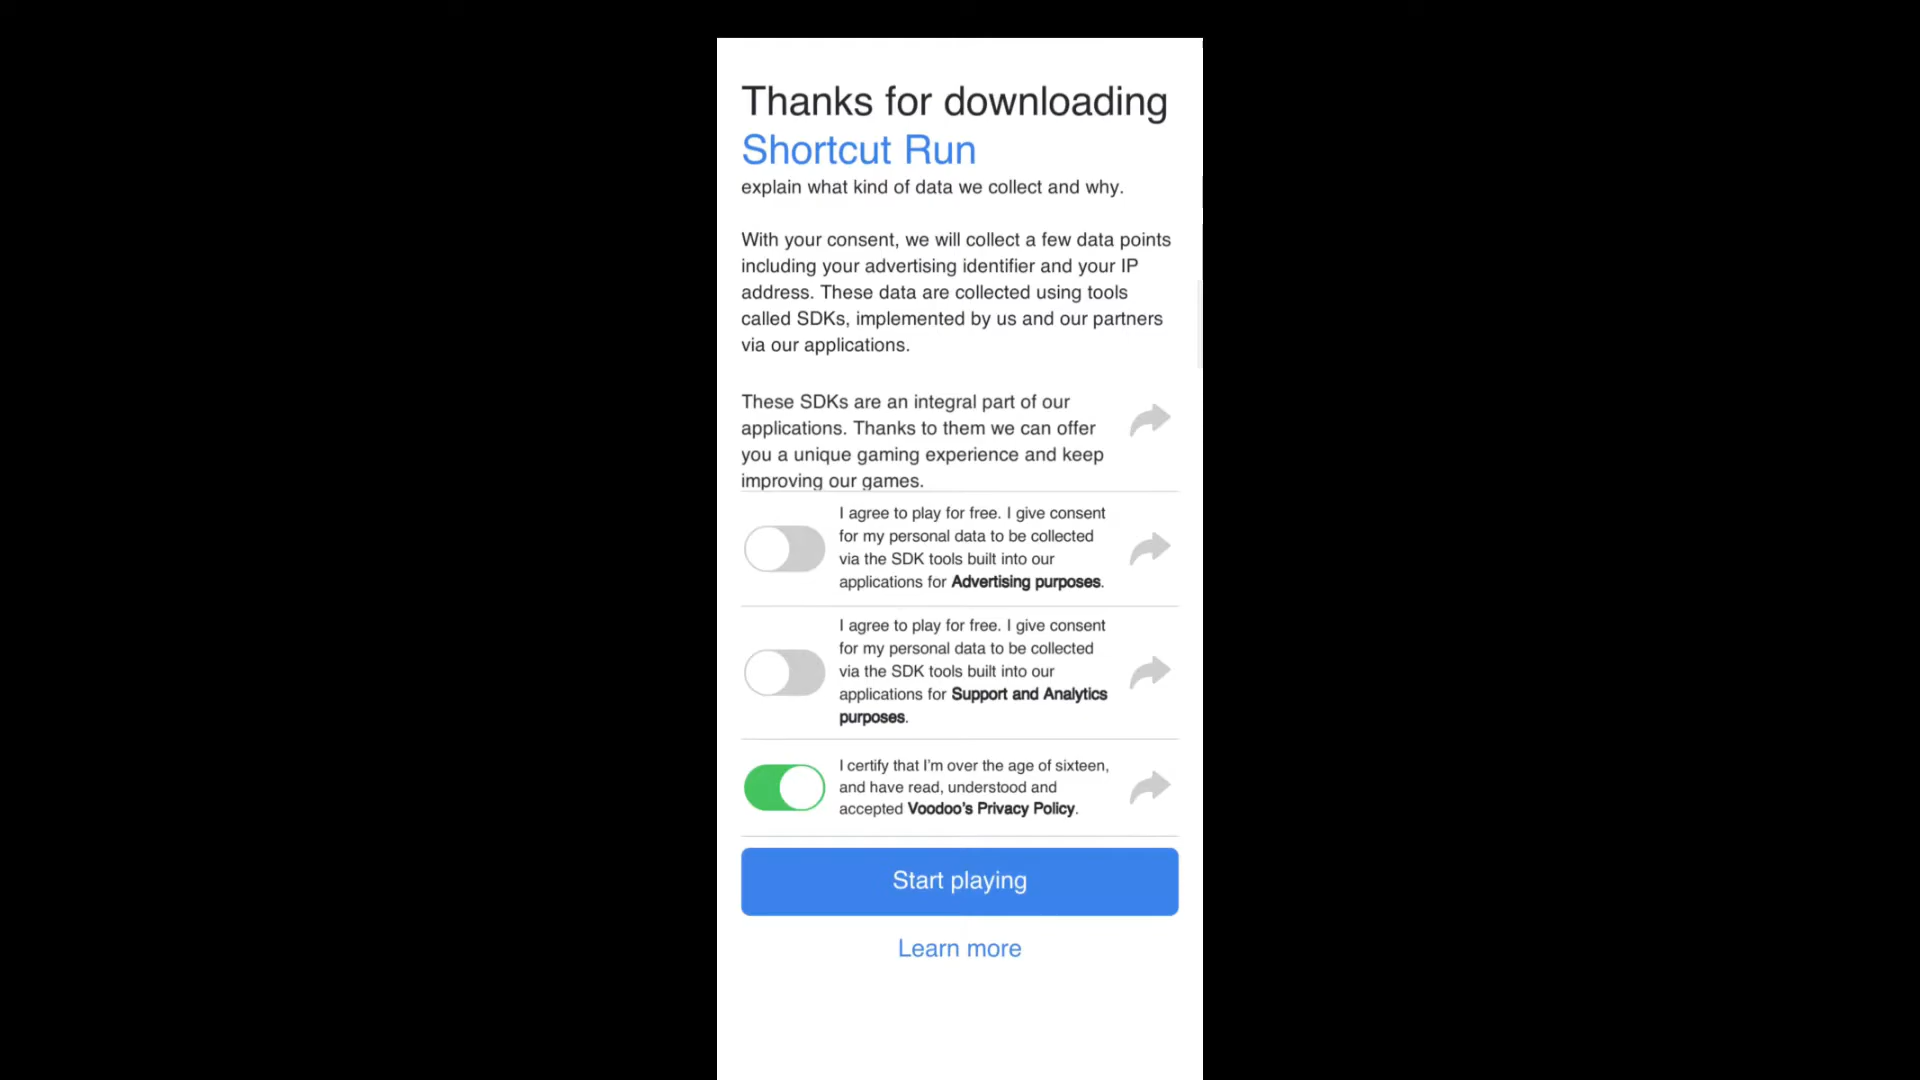 Thanks for downloading
Shortcut Run
explain what kind of data we collect and why.
With your consent, we will collect a few data points
including your advertising identifier and your IP
address. These data are collected using tools
called SDKs, implemented by us and our partners
via our applications.
These SDKs are an integral part of our
applications. Thanks to them we can offer
you a unique gaming experience and keep
improving our games.
I agree to play for free. I give consent
for my personal data to be collected
via the SDK tools built into our
applications for Advertising purposes.
I agree to play for free. I give consent
for my personal data to be collected
via the SDK tools built into our
applications for Support and Analytics
purposes.
I certify that I'm over the age of sixteen,
and have read, understood and
accepted Voodoo's Privacy Policy.
Start playing
Learn more